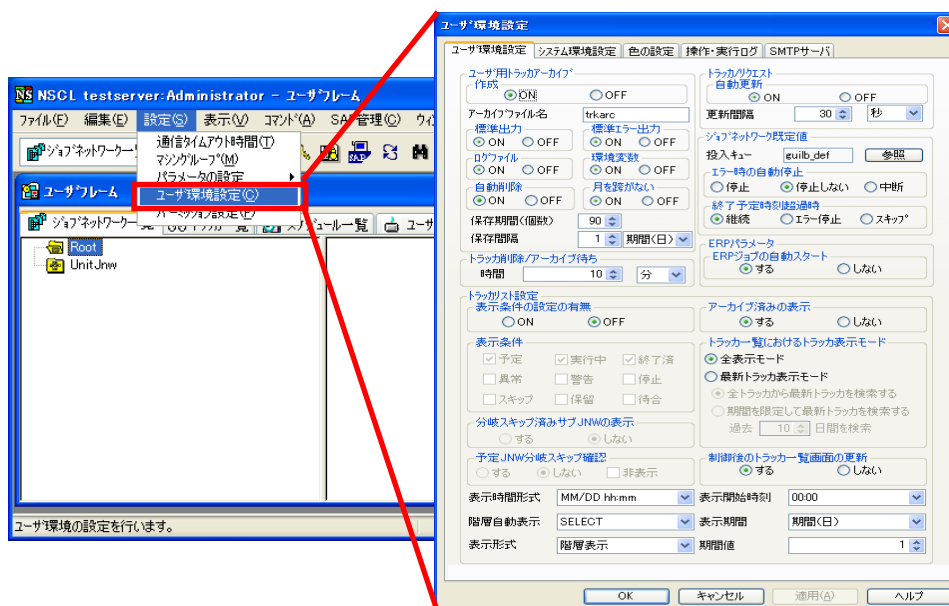 NSCL testserver:Administrator - ユーザフレーム
ファイル(F) 編集(E) 設定(S) 表示(V) コマンド(A) SAP管理(C)
通信タイムアウト時間(T)
マシングループ(M)
パラメータの設定
ユーザ環境設定(C)
パーミッション設定(P)
ユーザフレーム
Root
UnitJnw
ユーザ環境の設定を行います。
ユーザ環境設定
ユーザ環境設定 システム環境設定 色の設定 操作・実行ログ SMTPサーバ
ユーザ用トラッカアーカイブ
作成
ON OFF
アーカイブファイル名 trkarc
標準出力 標準エラー出力
ON OFF ON OFF
ログファイル 環境変数
ON OFF ON OFF
自動削除 月を跨がない
ON OFF ON OFF
保存期間(個数) 90
保存間隔 1 期間(日)
トラッカ削除/アーカイブ待ち
時間 10 分
トラッカ/リクエスト
自動更新
ON OFF
更新間隔 30 秒
ジョブネットワーク既定値
投入キュー guilb_def 参照
エラー時の自動停止
停止 停止しない 中断
終了予定時刻超過時
継続 エラー停止 スキップ
ERPパラメータ
ERPジョブの自動スタート
する しない
トラッカリスト設定
表示条件の設定の有無
ON OFF
アーカイブ済みの表示
する しない
表示条件
予定 実行中 終了済
異常 警告 停止
スキップ 保留 待合
トラッカ一覧におけるトラッカ表示モード
全表示モード
最新トラッカ表示モード
全トラッカから最新トラッカを検索する
期間を限定して最新トラッカを検索する
過去 10 日間を検索
分岐スキップ済みサブJNWの表示
する しない
予定JNW分岐スキップ確認
する しない 非表示
制御後のトラッカ一覧画面の更新
する しない
表示時間形式 MM/DD hh:mm 表示開始時刻 00:00
階層自動表示 SELECT 表示期間 期間(日)
表示形式 階層表示 期間値 1
OK キャンセル 適用(A) ヘルプ